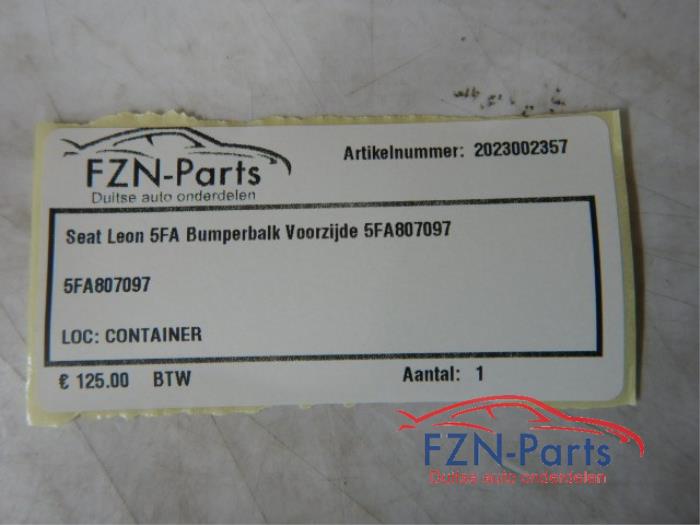 FZN-Parts
Duitse auto onderdelen
Artikelnummer: 2023002357
Seat Leon 5FA Bumperbalk Voorzijde 5FA807097
5FA807097
LOC: CONTAINER
€ 125.00 BTW
Aantal: 1
FZN-Parts
Duitse auto onderdelen